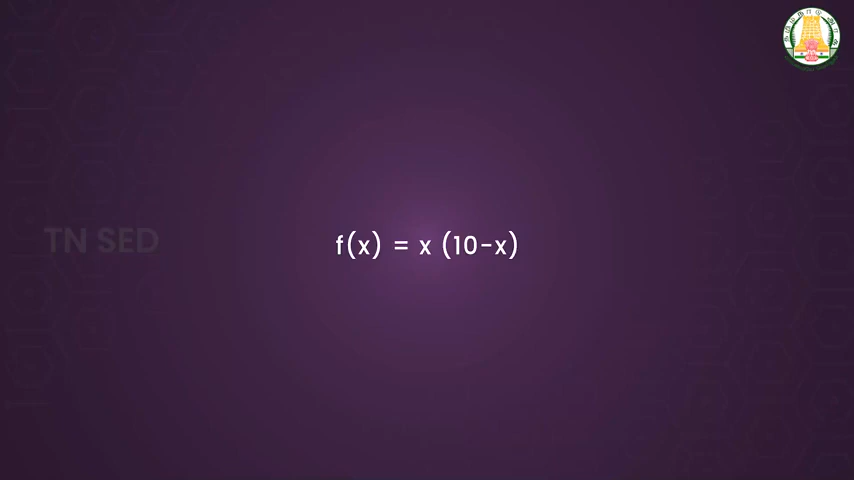 TN SED
f(x) = x (10-x)